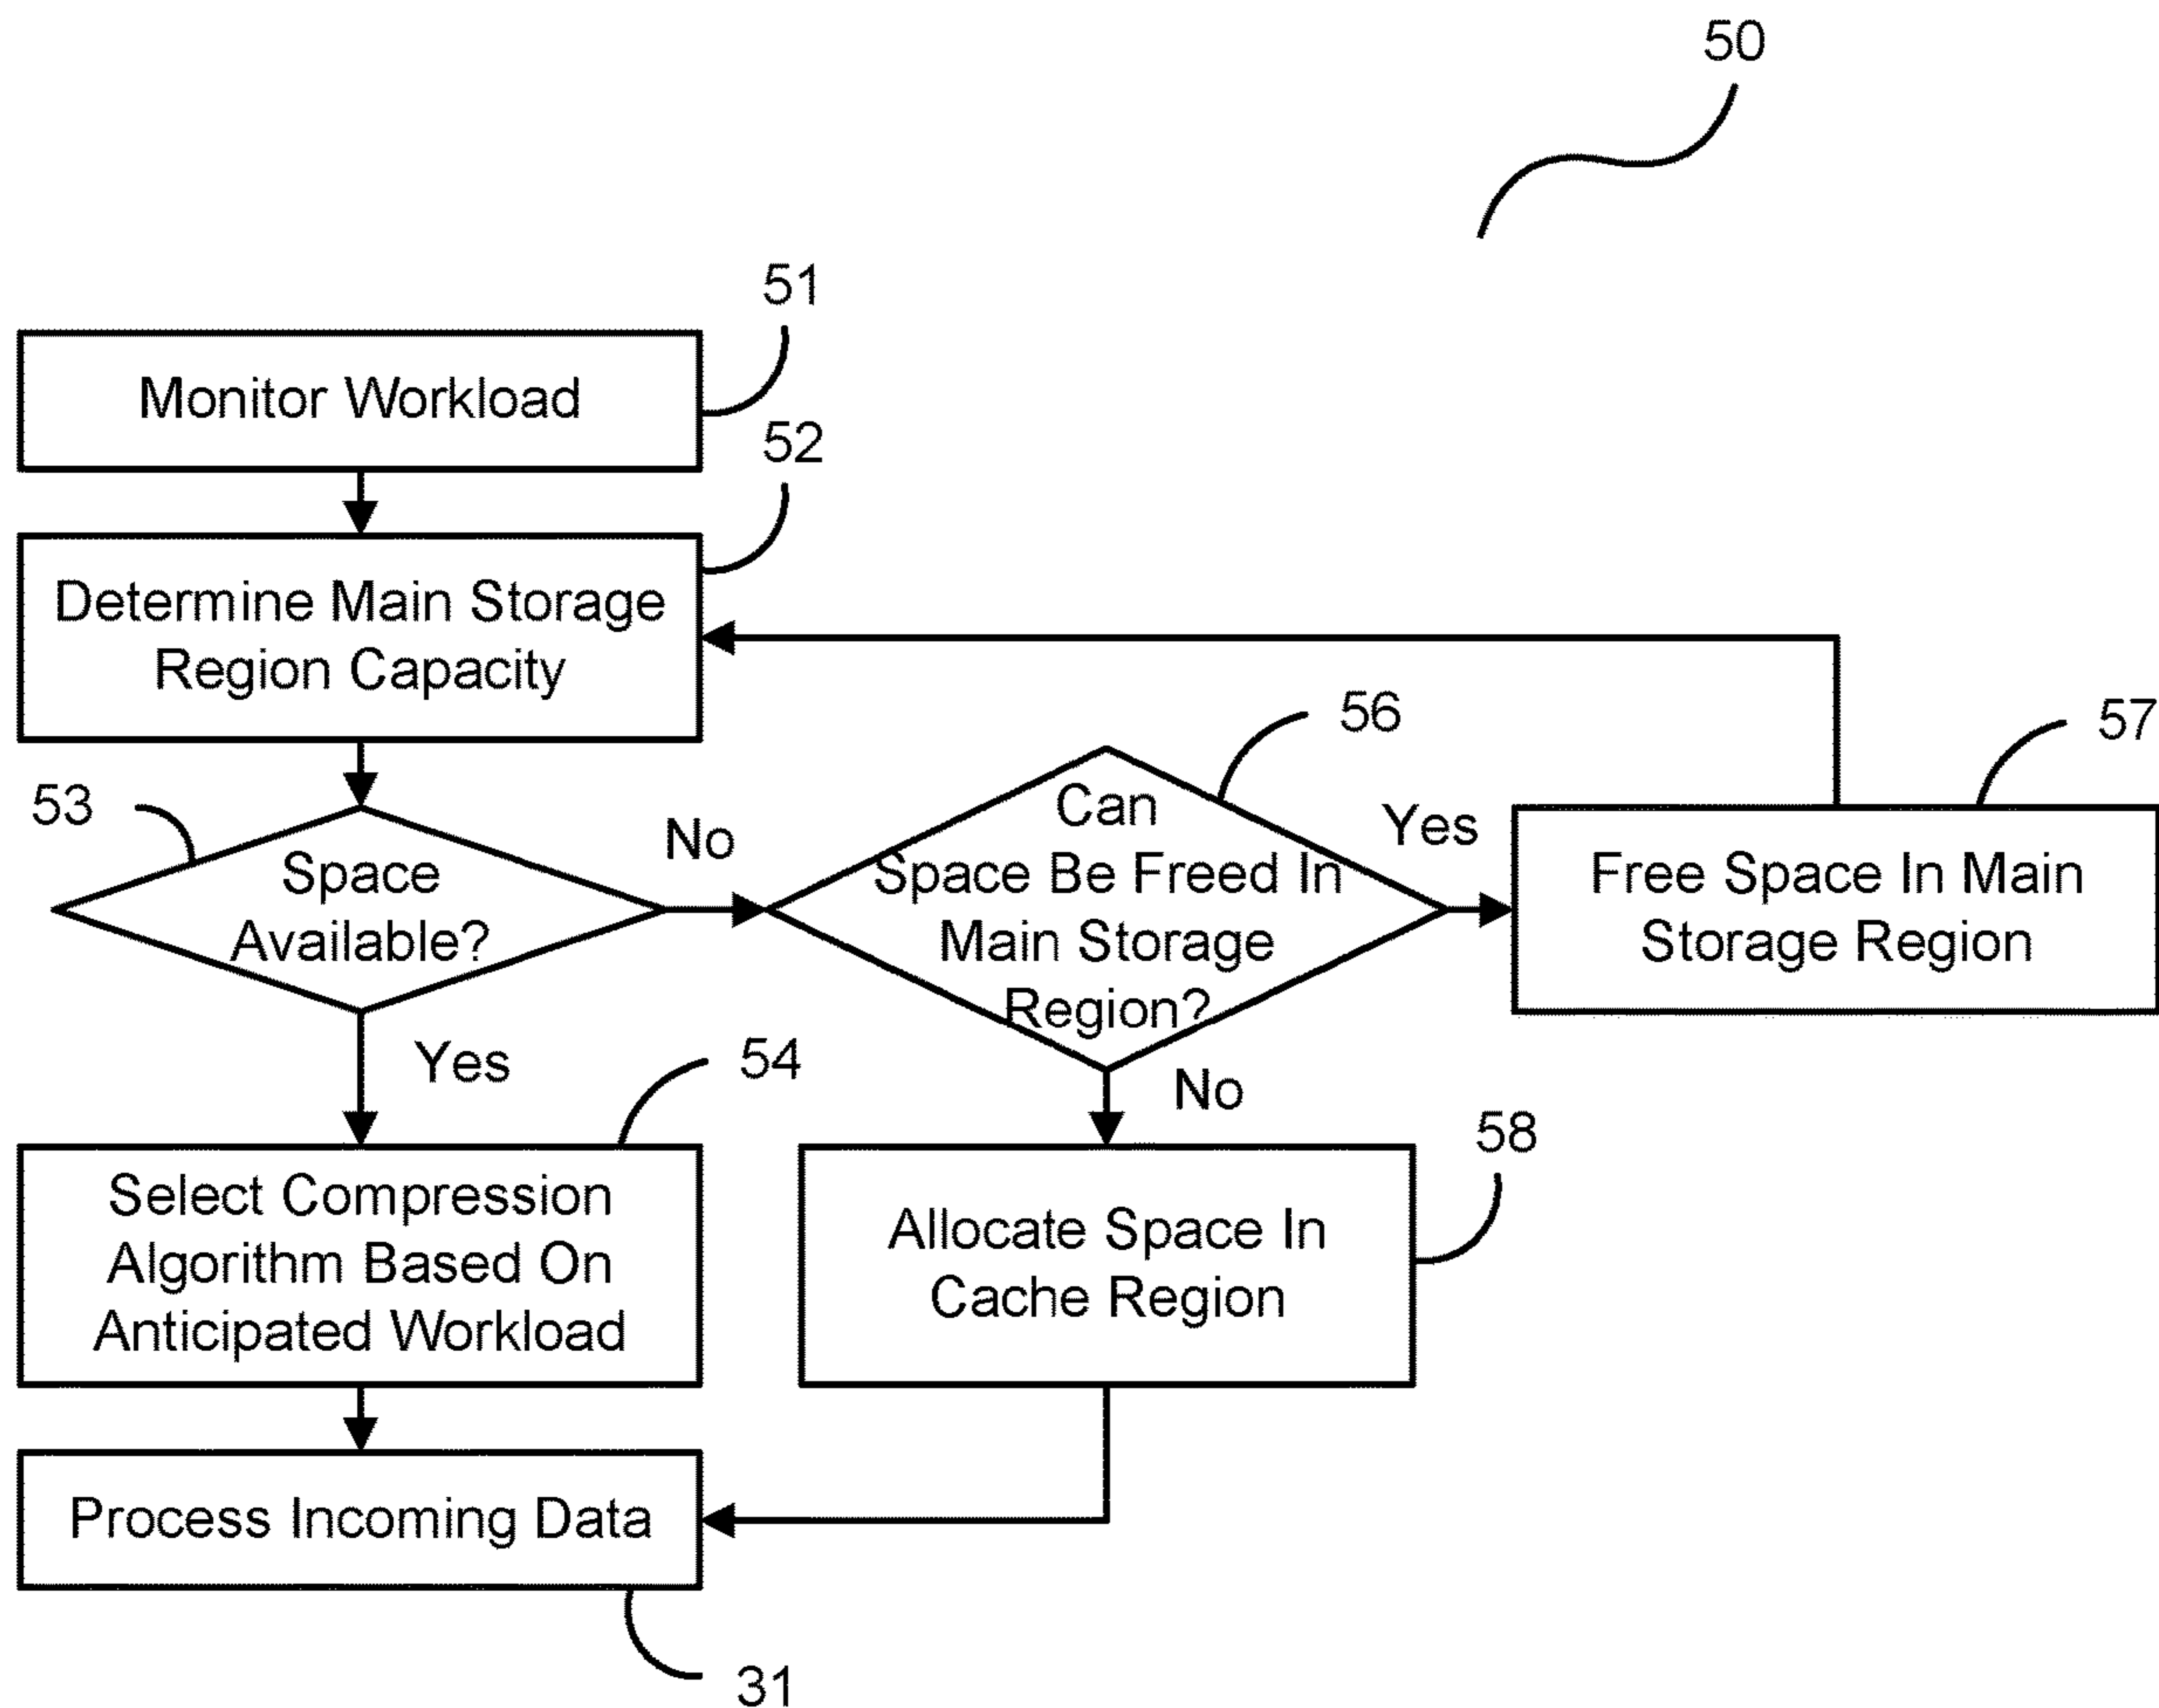 50
51
Monitor Workload
52
Determine Main Storage
Region Capacity
53
Space
Available?
No
56
Can
Space Be Freed In
Main Storage
Region?
Yes
57
Free Space In Main
Storage Region
Yes
54
Select Compression
Algorithm Based On
Anticipated Workload
No
58
Allocate Space In
Cache Region
Process Incoming Data
31